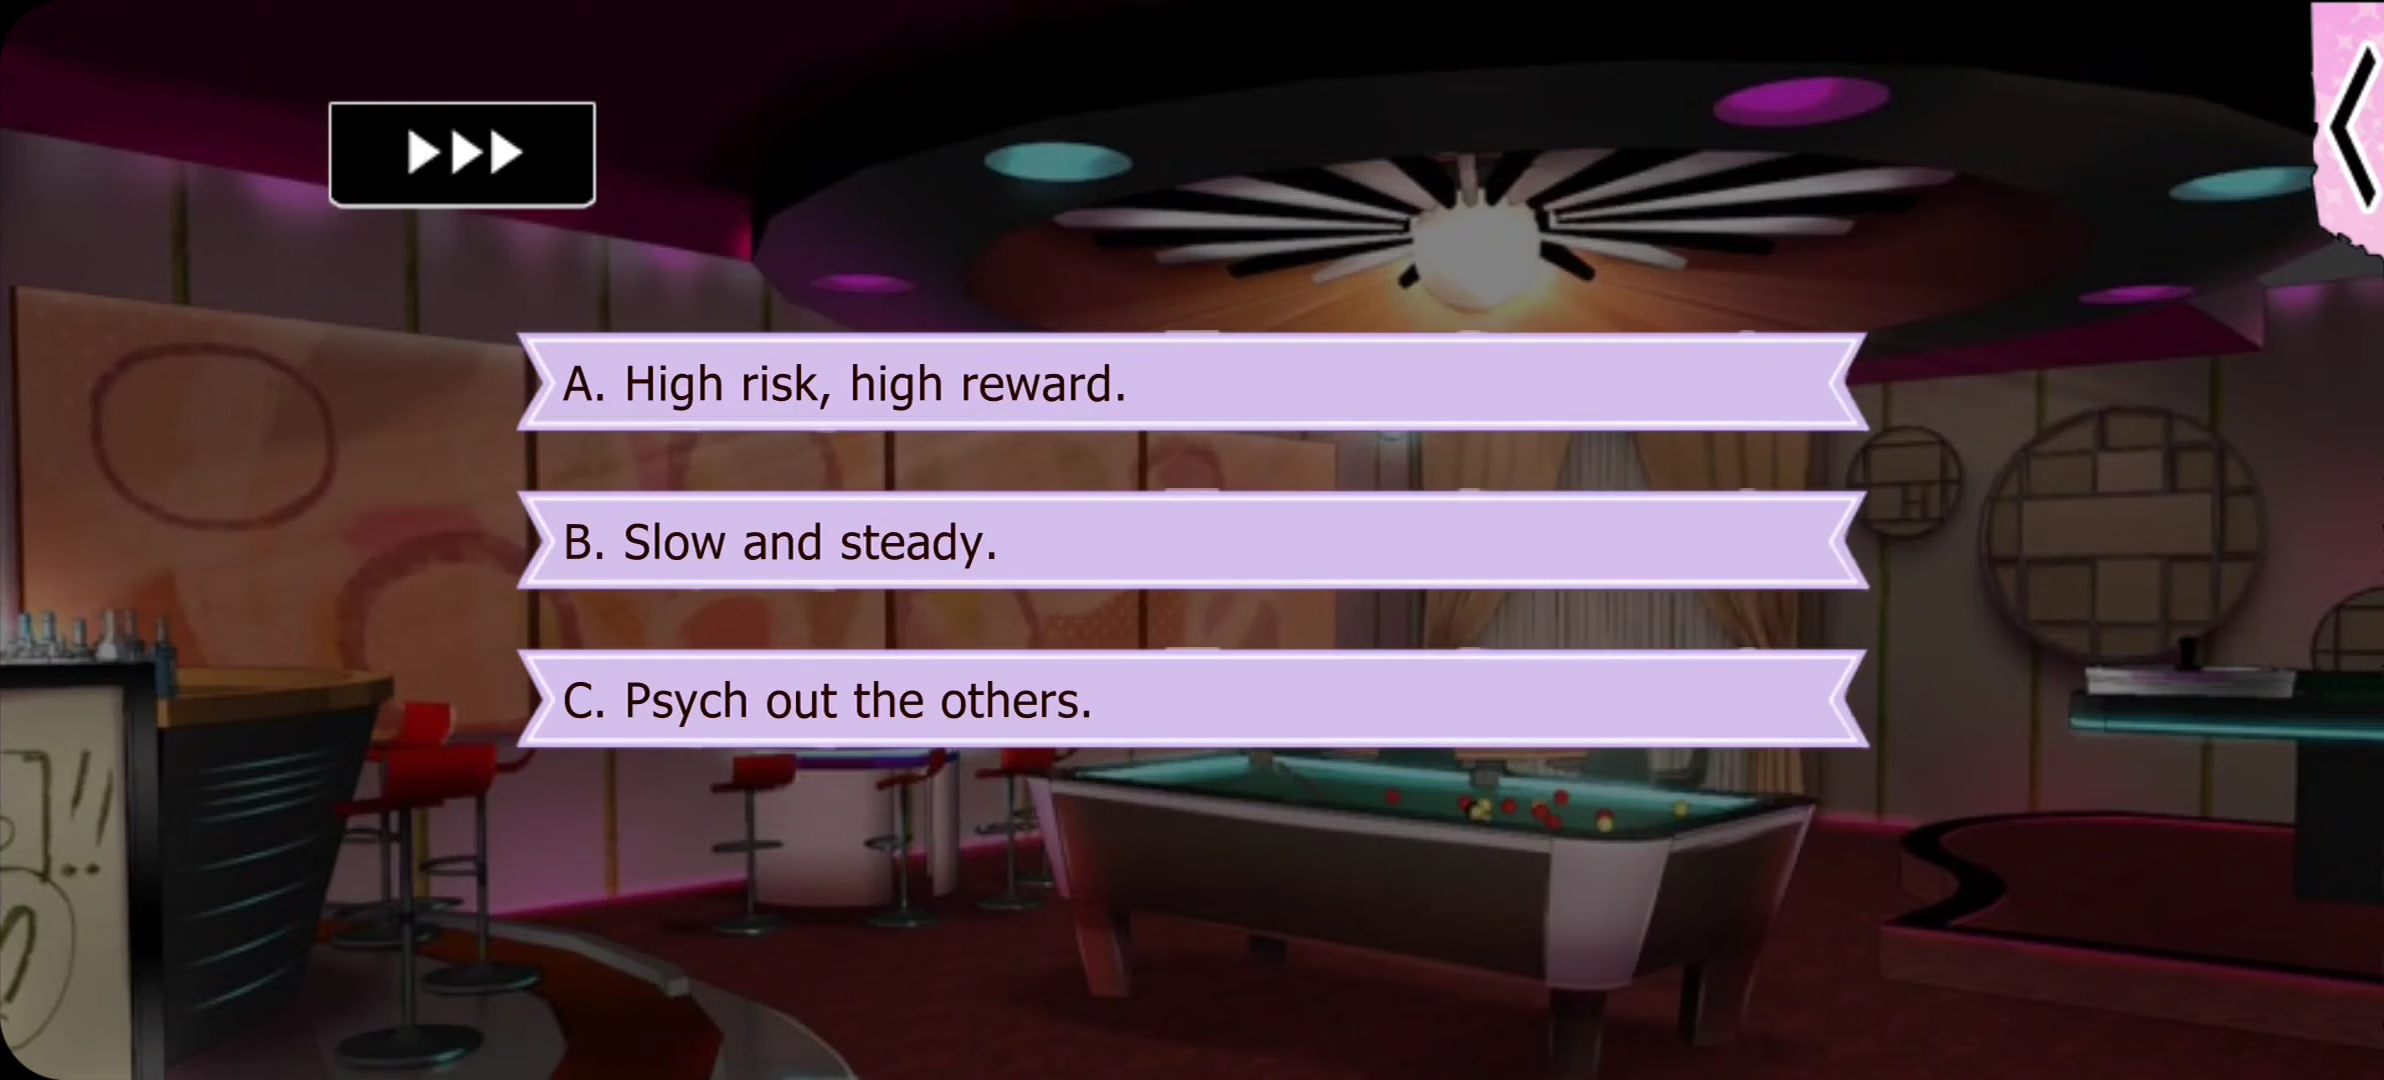 A. High risk, high reward.
B. Slow and steady.
C. Psych out the others.